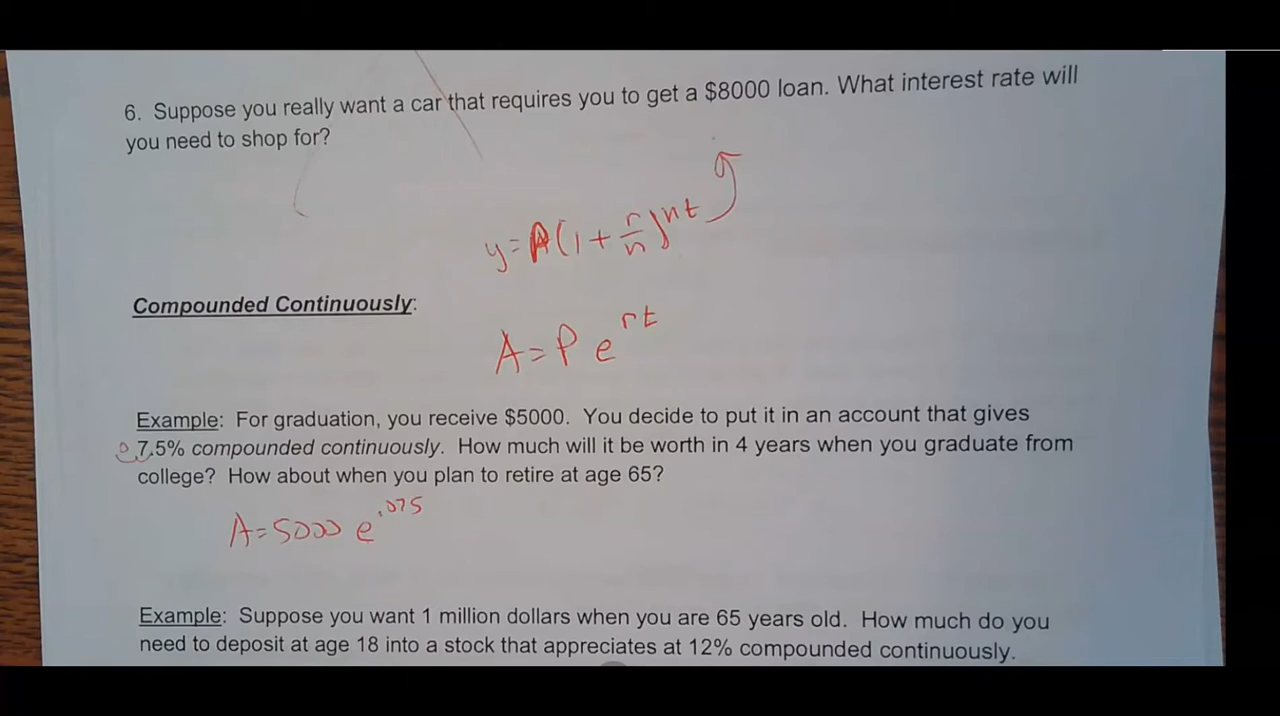 6. Suppose you really want a car that requires you to get a $8000 loan. What interest rate will
you need to shop for?
y=A(1+r/n)^nt
Compounded Continuously:
A=Pe^rt
Example: For graduation, you receive $5000. You decide to put it in an account that gives
7.5% compounded continuously. How much will it be worth in 4 years when you graduate from
college? How about when you plan to retire at age 65?
A=5000 e^.075
Example: Suppose you want 1 million dollars when you are 65 years old. How much do you
need to deposit at age 18 into a stock that appreciates at 12% compounded continuously.